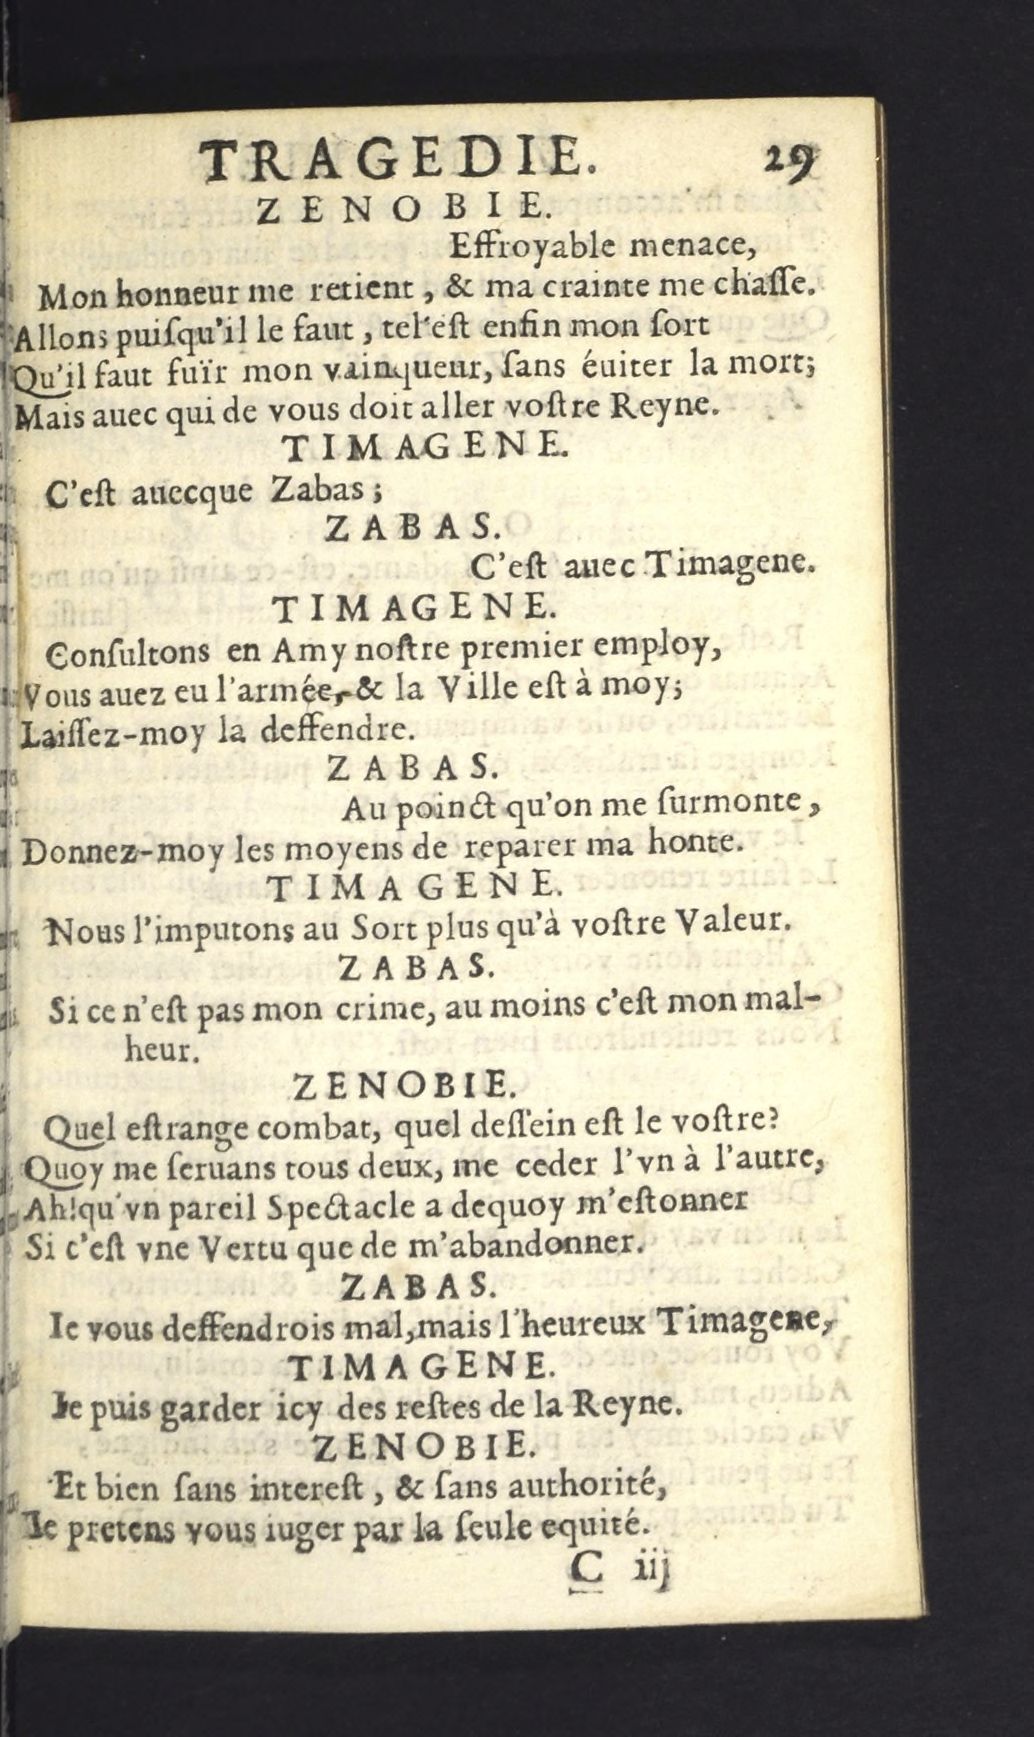 TRAGEDIE. 29
ZENOBIE.
Effroyable menace,
Mon honneur me retient, & ma crainte me chaſſe.
Allons puiſqu'il le faut, tel'eſt enfin mon ſort
Qu'il faut fuïr mon vainqueur, ſans éuiter la mort;
Mais auec qui de vous doit aller voſtre Reyne.
TIMAGENE.
C'eſt auecque Zabas;
ZABAS.
C'eſt auec Timagene.
TIMAGENE.
Conſultons en Amy noſtre premier employ,
Vous auez eu l'armée, & la Ville eſt à moy;
Laiſſez-moy la deffendre.
ZABAS.
Au poinct qu'on me ſurmonte,
Donnez-moy les moyens de reparer ma honte.
TIMAGENE.
Nous l'imputons au Sort plus qu'à voſtre Valeur.
ZABAS.
Si ce n'eſt pas mon crime, au moins c'eſt mon mal-
heur.
ZENOBIE.
Quel eſtrange combat, quel deſſein eſt le voſtre?
Quoy me ſeruans tous deux, me ceder l'vn à l'autre,
Ah! qu'vn pareil Spectacle a dequoy m'eſtonner
Si c'eſt vne Vertu que de m'abandonner.
ZABAS.
Ie vous deffendrois mal, mais l'heureux Timagene,
TIMAGENE.
Ie puis garder icy des reſtes de la Reyne.
ZENOBIE.
Et bien ſans intereſt, & ſans authorité,
Ie pretens vous iuger par la ſeule equité.
C iij